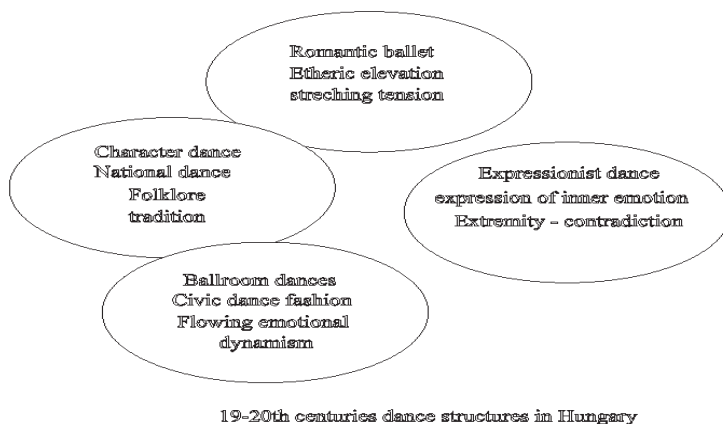 Romantic ballet
Etheric elevation
streching tension
Character dance
National dance
Folklore
tradition
Expressionist dance
expression of inner emotion
Extremity - contradiction
Ballroom dances
Civic dance fashion
Flowing emotional
dynamism
19-20th centuries dance structures in Hungary